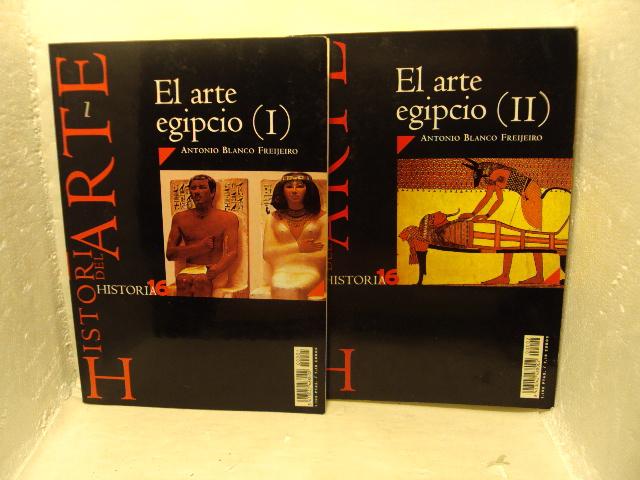 HISTORIA
DEL
ARTE
1
El arte
egipcio (I)
ANTONIO BLANCO FREIJEIRO
HISTORIA 16
H
El arte
egipcio (II)
ANTONIO BLANCO FREIJEIRO
HISTORIA 16
H